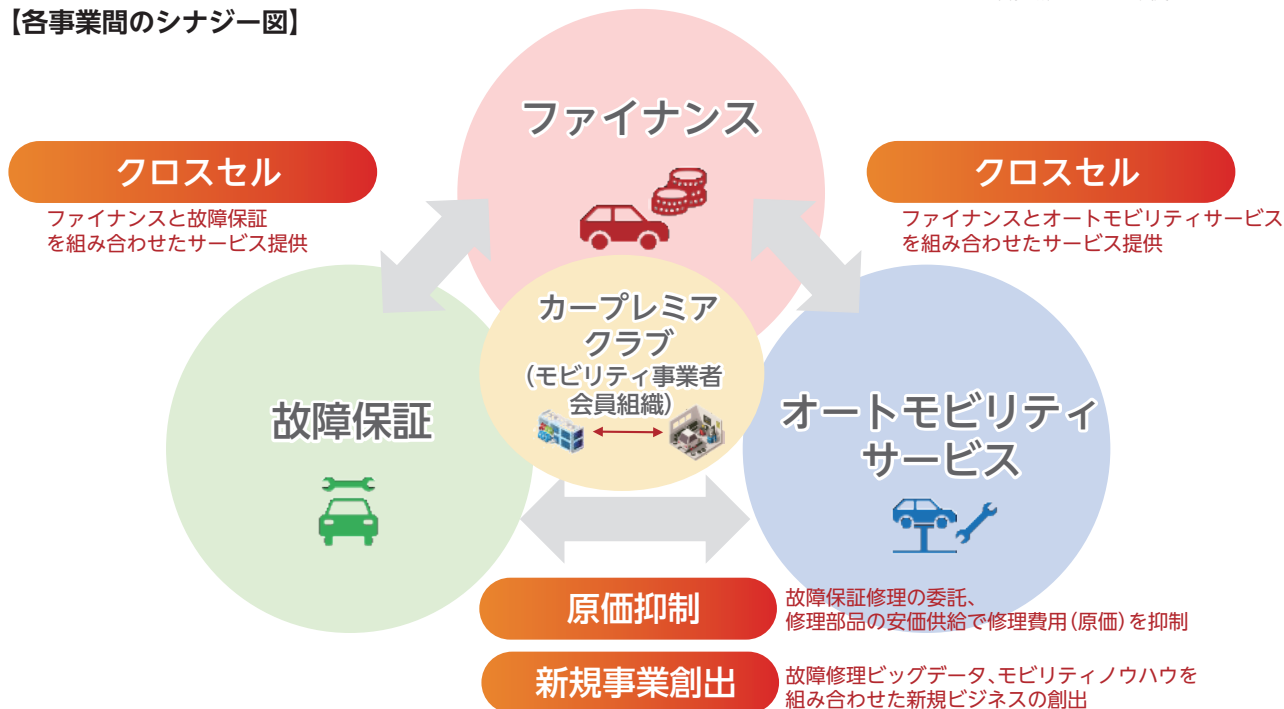 【各事業間のシナジー図】
ファイナンス
クロスセル
ファイナンスと故障保証
を組み合わせたサービス提供
クロスセル
ファイナンスとオートモビリティサービス
を組み合わせたサービス提供
カープレミア
クラブ
(モビリティ事業者
会員組織)
故障保証
オートモビリティ
サービス
原価抑制
故障保証修理の委託、
修理部品の安価供給で修理費用(原価)を抑制
新規事業創出
故障修理ビッグデータ、モビリティノウハウを
組み合わせた新規ビジネスの創出